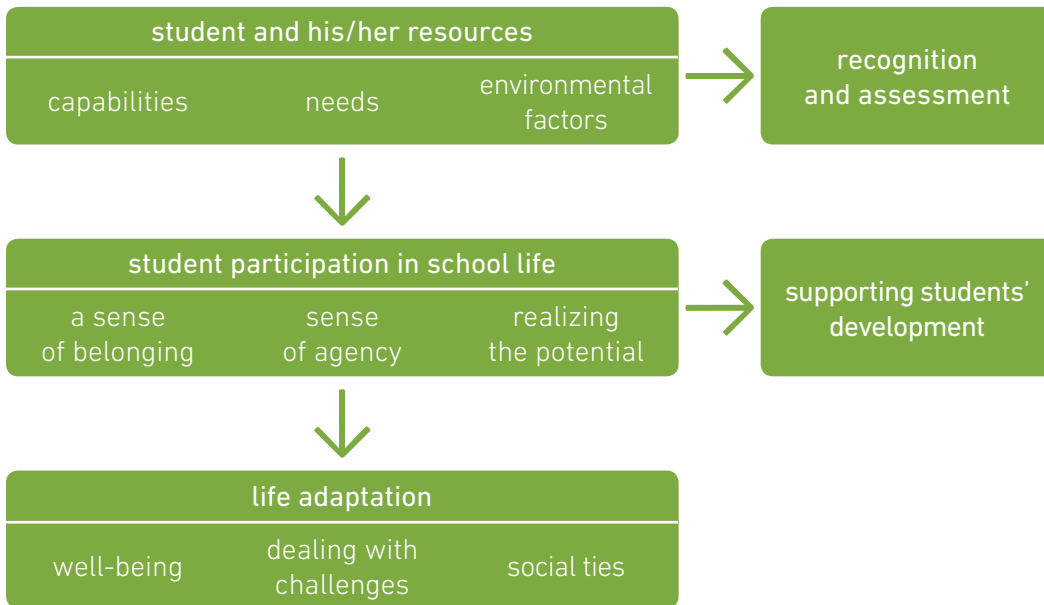 student and his/her resources
capabilities
needs
environmental
factors
recognition
and assessment
student participation in school life
a sense
of belonging
sense
of agency
realizing
the potential
supporting students’
development
life adaptation
well-being
dealing with
challenges
social ties